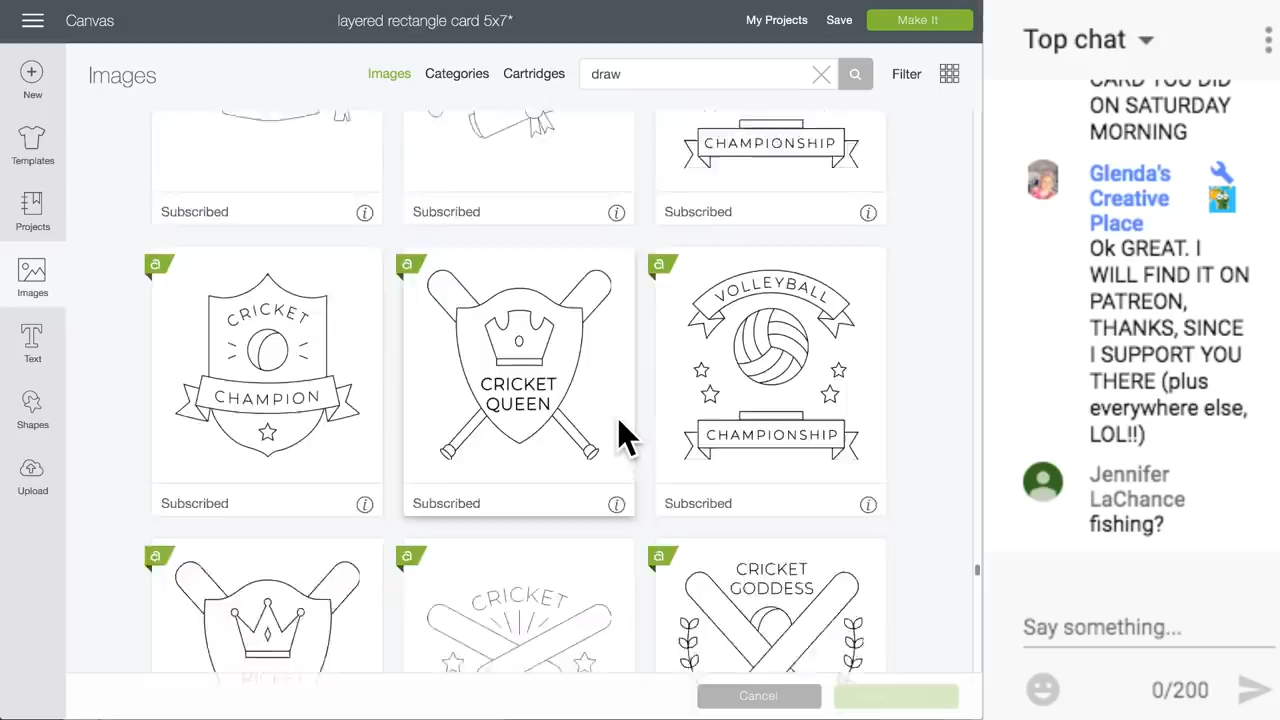 Canvas
layered rectangle card 5x7*
My Projects
Save
Make It
New
Templates
Projects
Images
Text
Shapes
Upload
Images
Images
Categories
Cartridges
draw
Filter
CHAMPIONSHIP
Subscribed
Subscribed
Subscribed
CRICKET
CHAMPION
CRICKET
QUEEN
VOLLEYBALL
CHAMPIONSHIP
Subscribed
Subscribed
Subscribed
CRICKET
CRICKET
GODDESS
Cancel
Top chat
CARD YOU DID
ON SATURDAY
MORNING
Glenda's
Creative
Place
Ok GREAT. I
WILL FIND IT ON
PATREON,
THANKS, SINCE
I SUPPORT YOU
THERE (plus
everywhere else,
LOL!!)
Jennifer
LaChance
fishing?
Say something...
0/200